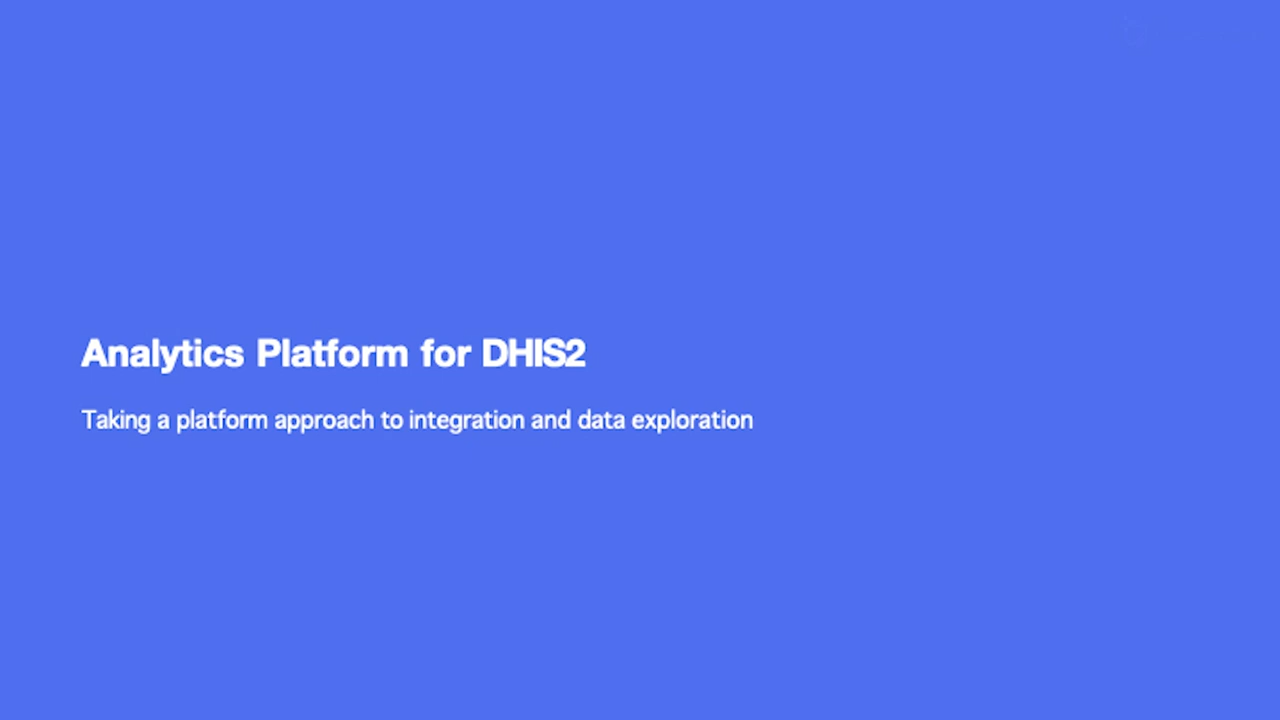 Analytics Platform for DHIS2
Taking a platform approach to integration and data exploration